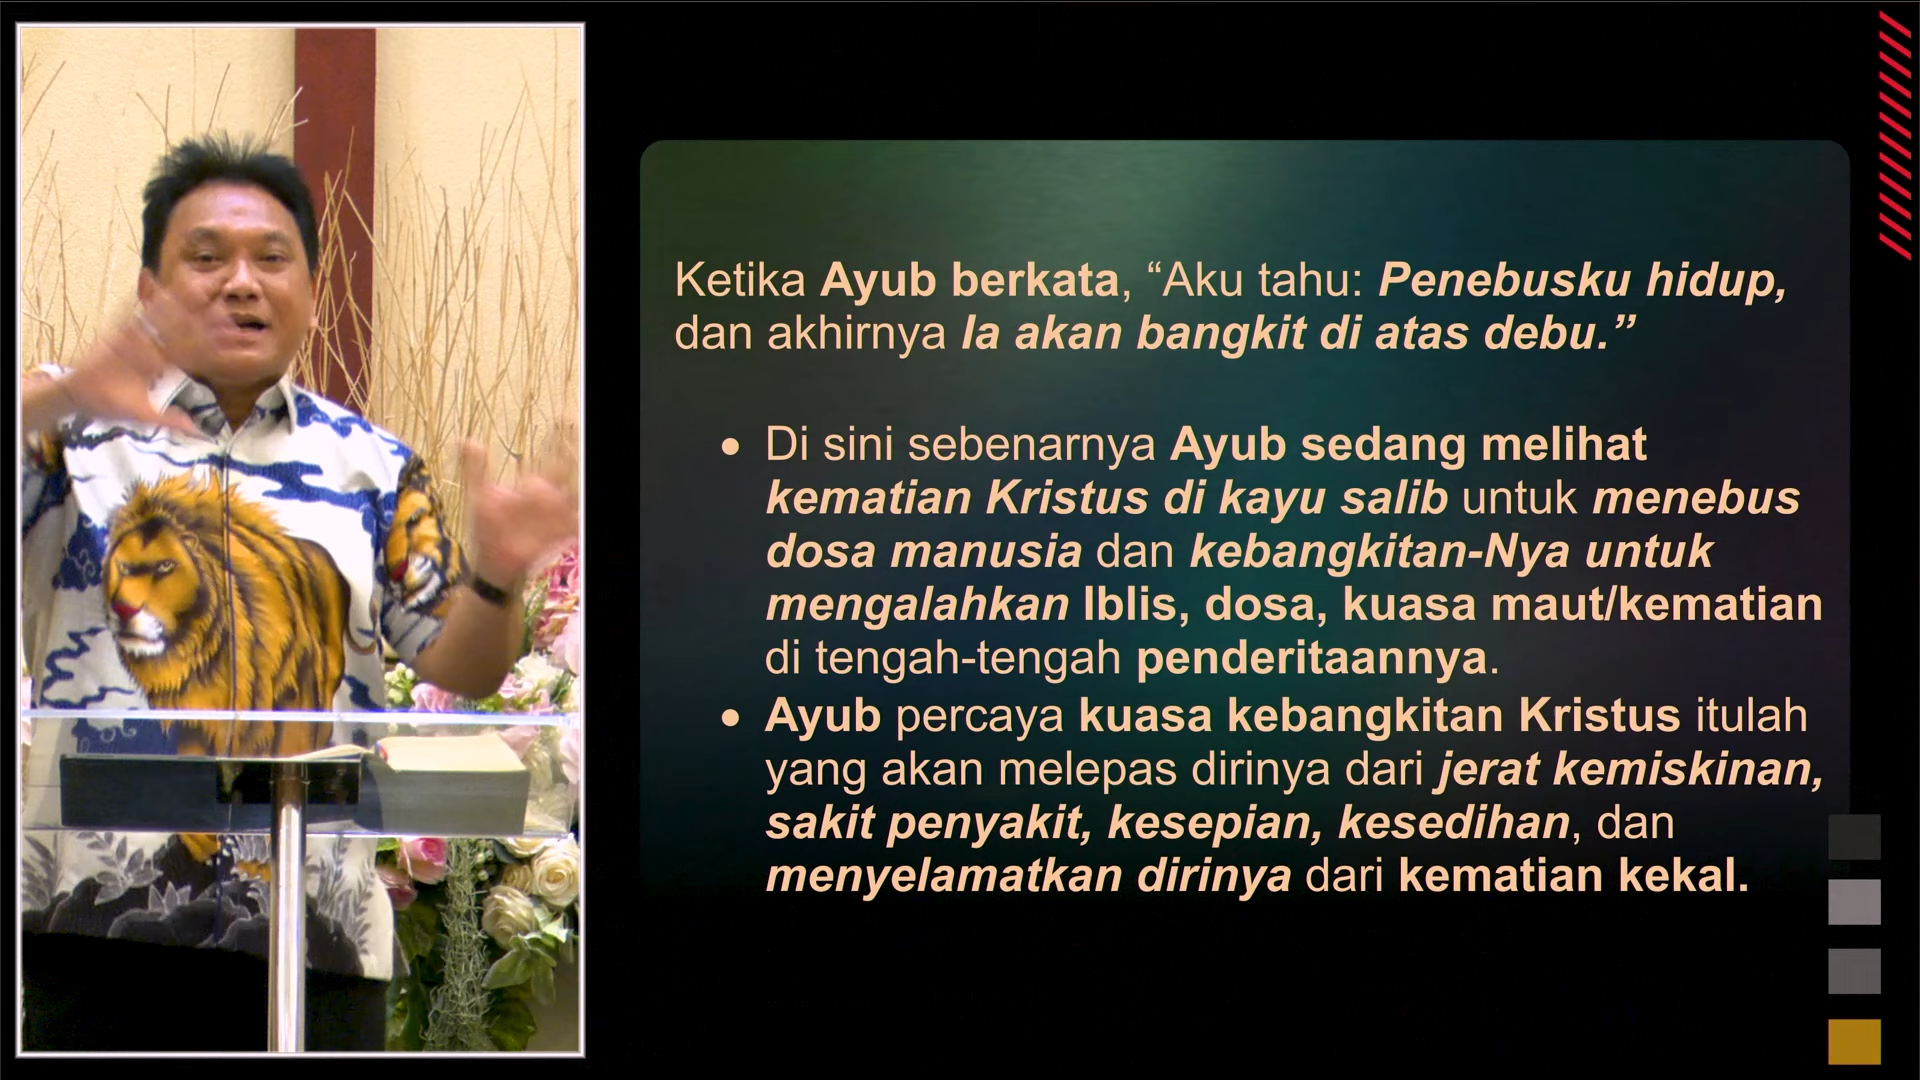 Ketika Ayub berkata, “Aku tahu: Penebusku hidup,
dan akhirnya Ia akan bangkit di atas debu.”
• Di sini sebenarnya Ayub sedang melihat
kematian Kristus di kayu salib untuk menebus
dosa manusia dan kebangkitan-Nya untuk
mengalahkan Iblis, dosa, kuasa maut/kematian
di tengah-tengah penderitaannya.
• Ayub percaya kuasa kebangkitan Kristus itulah
yang akan melepas dirinya dari jerat kemiskinan,
sakit penyakit, kesepian, kesedihan, dan
menyelamatkan dirinya dari kematian kekal.